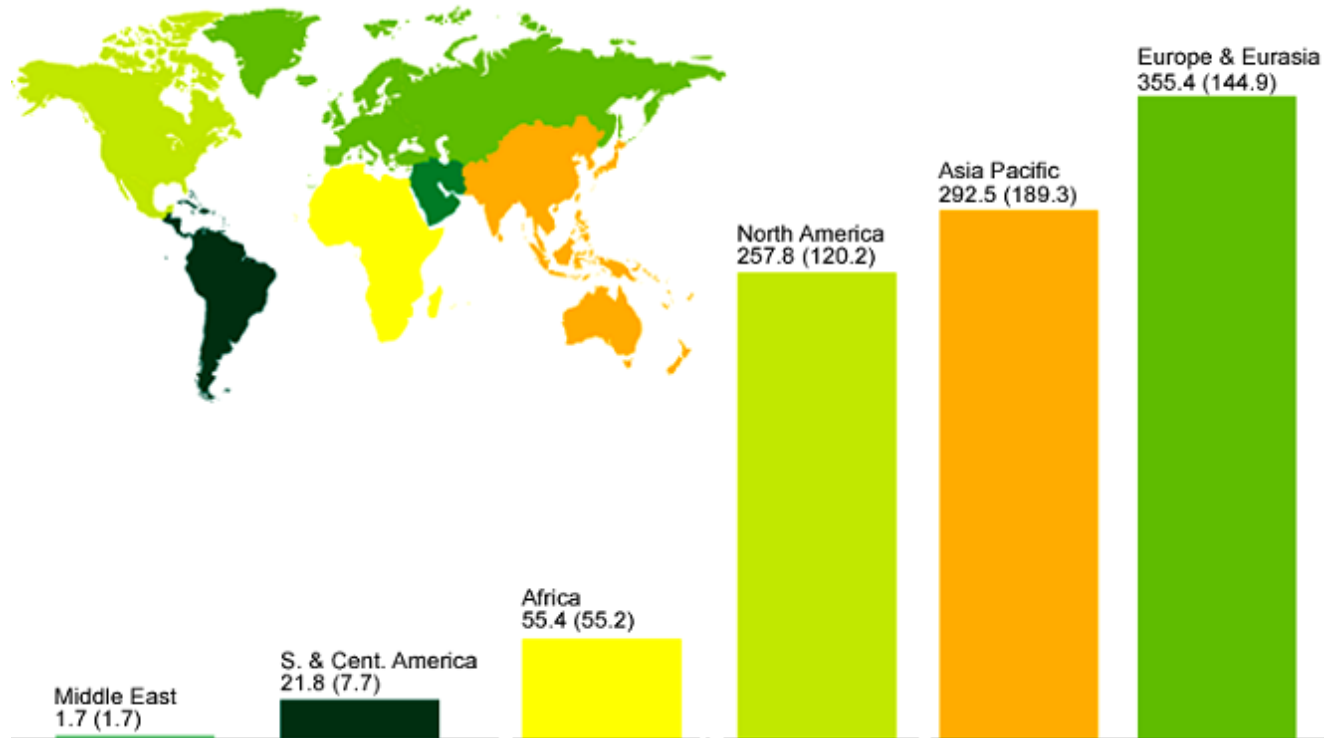 Europe & Eurasia
355.4 (144.9)
Asia Pacific
292.5 (189.3)
North America
257.8 (120.2)
Africa
55.4 (55.2)
S. & Cent. America
21.8 (7.7)
Middle East
1.7 (1.7)